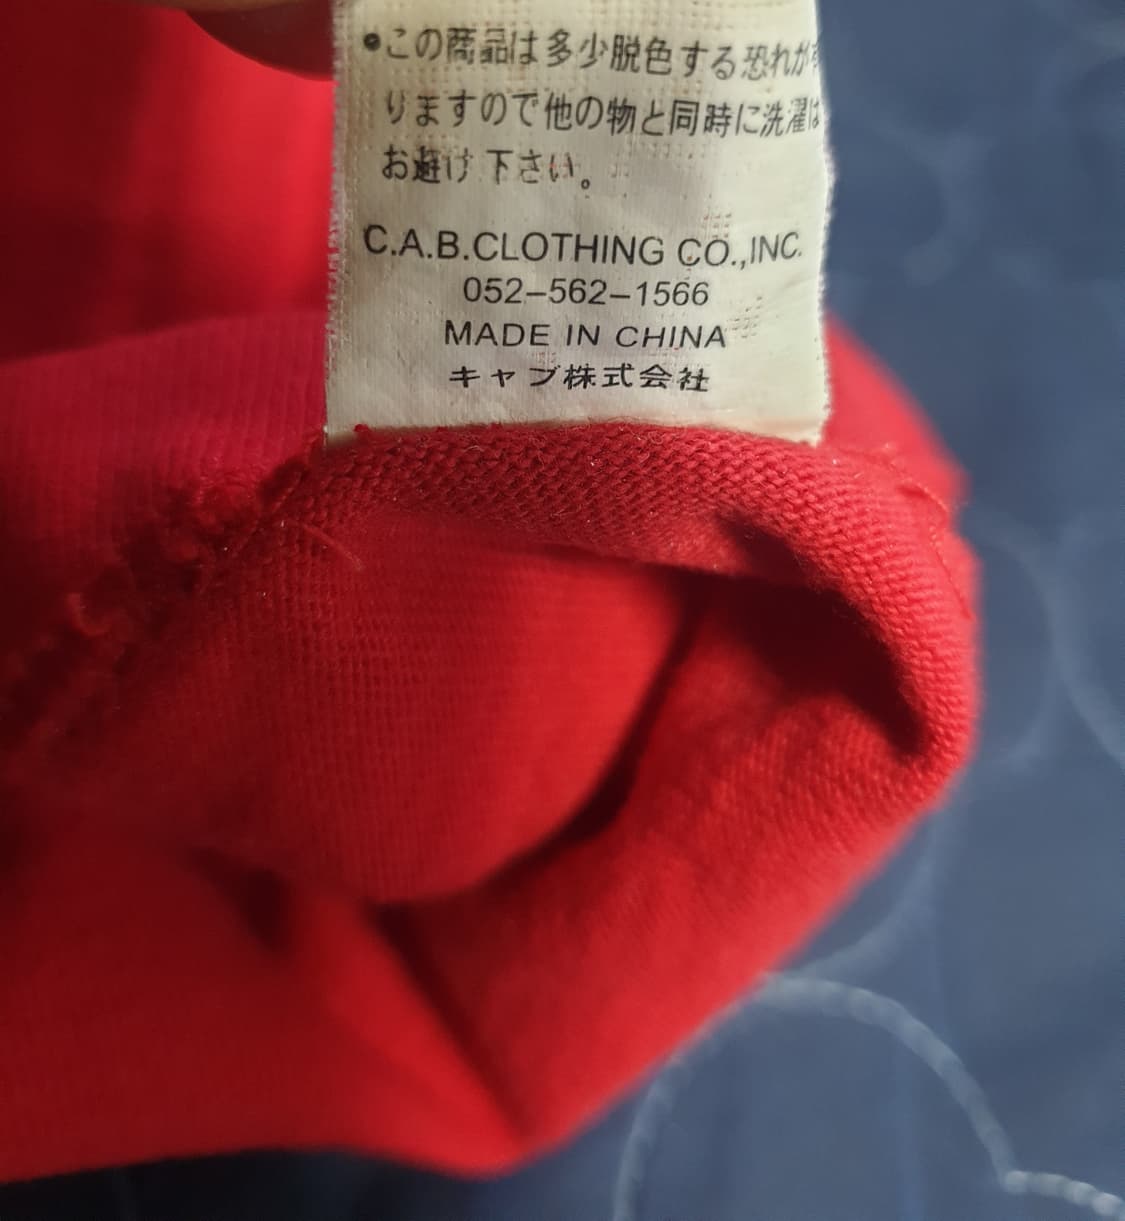 ●この商品は多少脱色する恐れが有
りますので他の物と同時に洗濯は
お避け下さい。
C.A.B.CLOTHING CO.,INC.
052-562-1566
MADE IN CHINA
キャブ株式会社